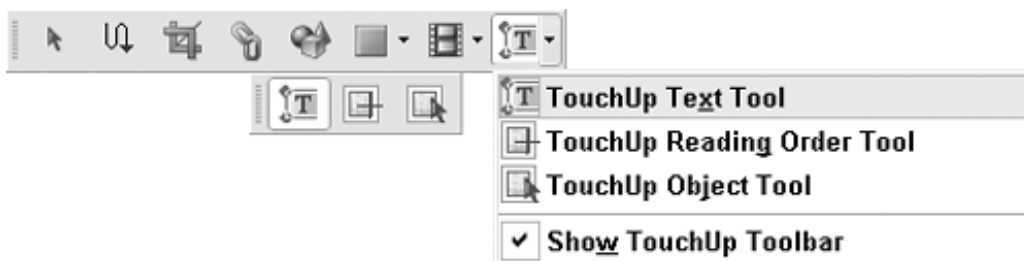 TouchUp Text Tool
TouchUp Reading Order Tool
TouchUp Object Tool
Show TouchUp Toolbar